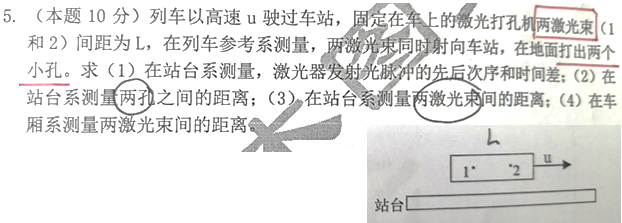 5. (本题 10 分)列车以高速 u 驶过车站,固定在车上的激光打孔机两激光束(1
和 2)间距为 L,在列车参考系测量,两激光束同时射向车站,在地面打出两个
小孔。求(1)在站台系测量,激光器发射光脉冲的先后次序和时间差;(2)在
站台系测量两孔之间的距离;(3)在站台系测量两激光束间的距离;(4)在车
厢系测量两激光束间的距离。
L
1 2 u
站台